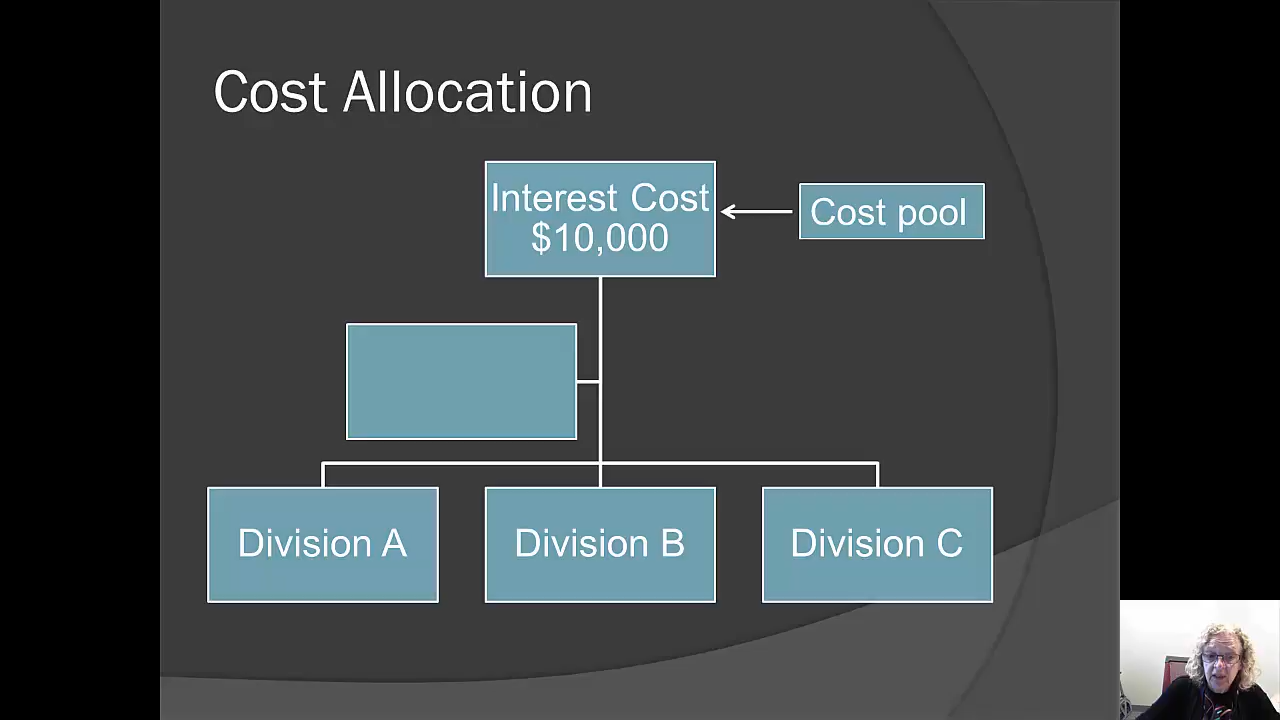 Cost Allocation
Interest Cost
$10,000
Cost pool
Division A
Division B
Division C